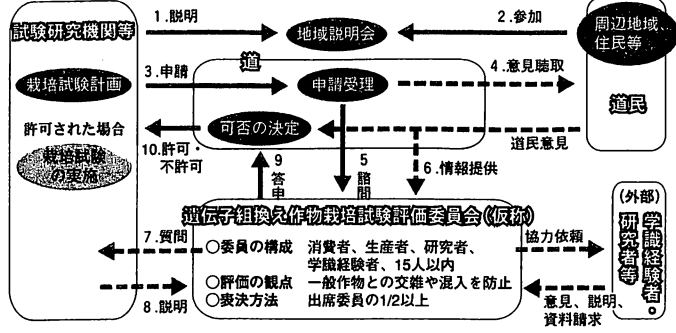 試験研究機関等
1.説明
地域説明会
2.参加
周辺地域、
住民等
道
栽培試験計画
3.申請
申請受理
4.意見聴取
道民
許可された場合
可否の決定
道民意見
栽培試験
の実施
10.許可・
不許可
9
答申
5
諮問
6.情報提供
遺伝子組換え作物栽培試験評価委員会(仮称)
(外部)
学識経験者・
研究者等
7.質問
○委員の構成 消費者、生産者、研究者、
学識経験者、15人以内
協力依頼
○評価の観点 一般作物との交雑や混入を防止
8.説明
○表決方法 出席委員の1/2以上
意見、説明、
資料請求